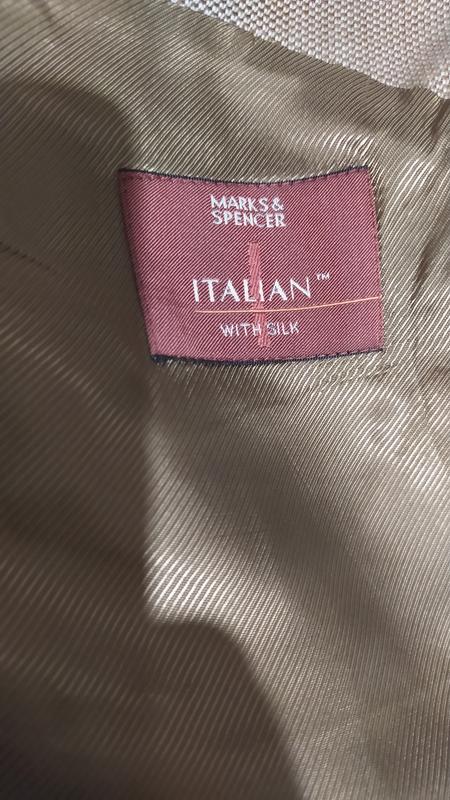 MARKS &
SPENCER
ITALIAN™
WITH SILK